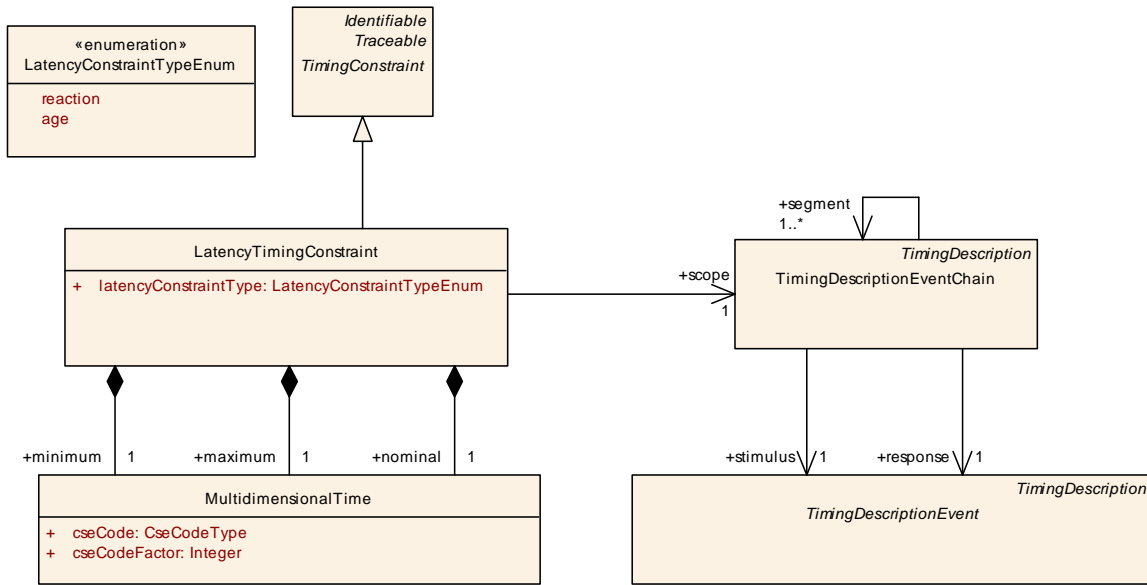 «enumeration»
LatencyConstraintTypeEnum
reaction
age
Identifiable
Traceable
TimingConstraint
LatencyTimingConstraint
+ latencyConstraintType: LatencyConstraintTypeEnum
+segment
1..*
TimingDescription
TimingDescriptionEventChain
+scope
1
+minimum 1
+maximum 1
+nominal 1
+stimulus 1
+response 1
MultidimensionalTime
+ cseCode: CseCodeType
+ cseCodeFactor: Integer
TimingDescription
TimingDescriptionEvent